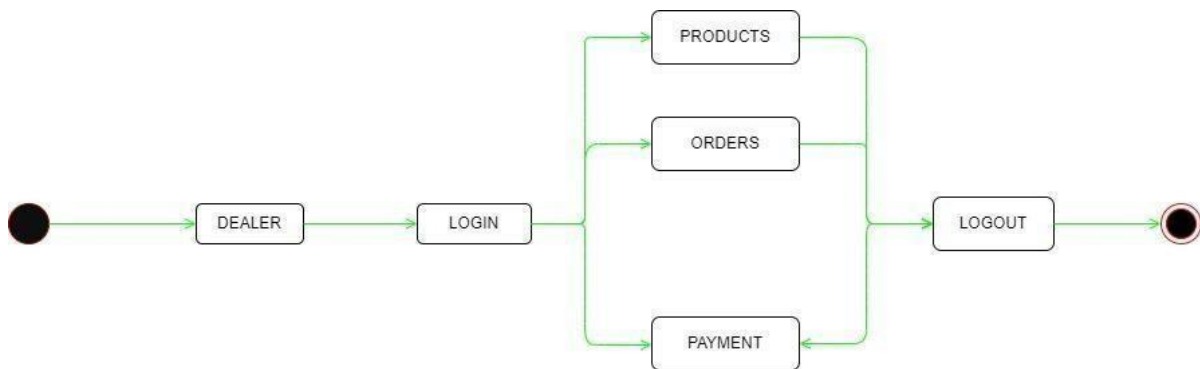 PRODUCTS
ORDERS
DEALER
LOGIN
LOGOUT
PAYMENT